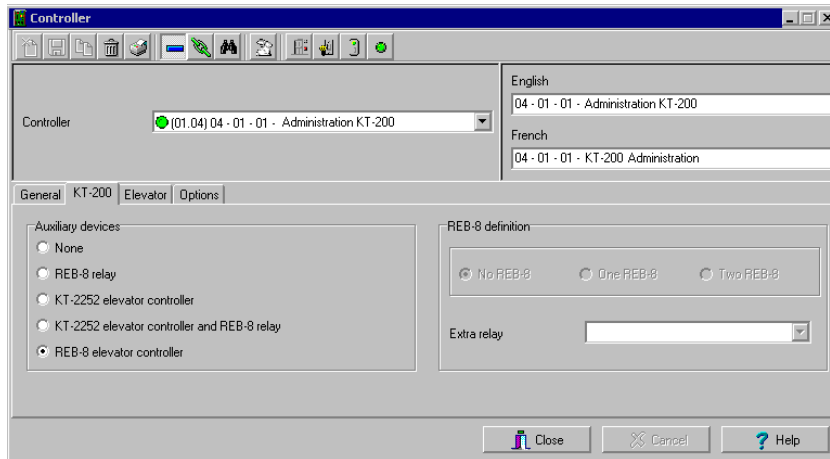 Controller
English
04 - 01 - 01 - Administration KT-200
Controller
(01.04) 04 - 01 - 01 - Administration KT-200
French
04 - 01 - 01 - KT-200 Administration
General KT-200 Elevator Options
Auxiliary devices
None
REB-8 relay
KT-2252 elevator controller
KT-2252 elevator controller and REB-8 relay
REB-8 elevator controller
REB-8 definition
No REB-8 One REB-8 Two REB-8
Extra relay
Close Cancel ? Help